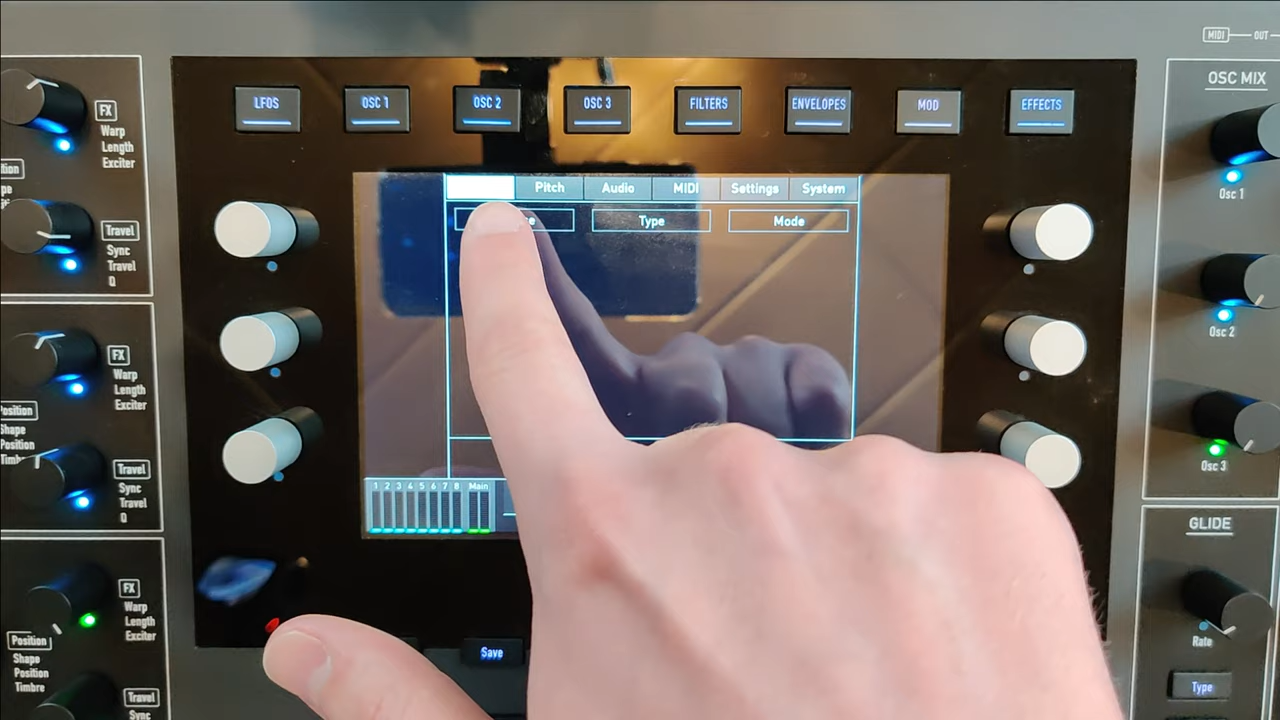 MIDI OUT
OSC MIX
LFOS OSC 1 OSC 2 OSC 3 FILTERS ENVELOPES MOD EFFECTS
FX
Warp
Length
Exciter
Pitch Audio MIDI Settings System
Type Mode
Osc 1
Travel
Sync
Travel
Q
Osc 2
FX
Warp
Length
Exciter
Shape
Position
Travel
Sync
Travel
Q
Osc 3
1 2 3 4 5 6 7 8 Main
GLIDE
FX
Warp
Length
Exciter
Position
Shape
Position
Timbre
Rate
Save
Type
Travel
Sync